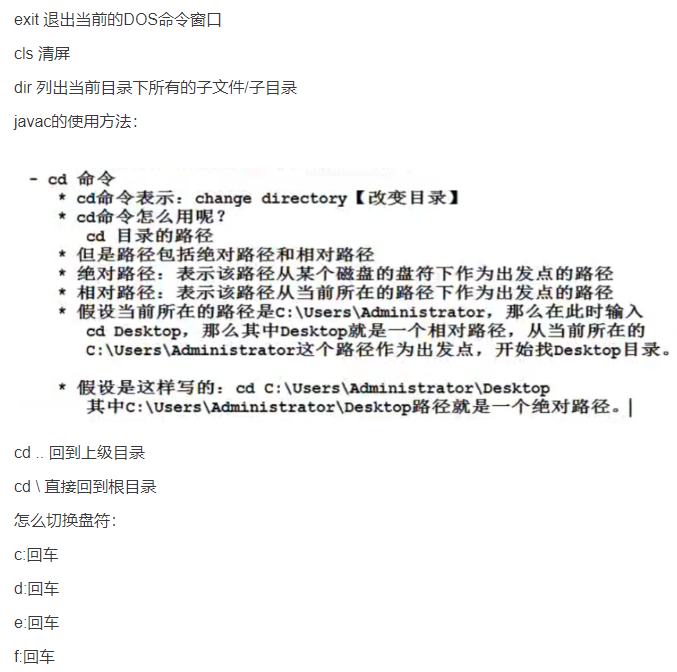 exit 退出当前的DOS命令窗口
cls 清屏
dir 列出当前目录下所有的子文件/子目录
javac的使用方法：
- cd 命令
* cd命令表示：change directory【改变目录】
* cd命令怎么用呢？
cd 目录的路径
* 但是路径包括绝对路径和相对路径
* 绝对路径：表示该路径从某个磁盘的盘符下作为出发点的路径
* 相对路径：表示该路径从当前所在的路径下作为出发点的路径
* 假设当前所在的路径是C:\Users\Administrator，那么在此时输入
cd Desktop，那么其中Desktop就是一个相对路径，从当前所在的
C:\Users\Administrator这个路径作为出发点，开始找Desktop目录。
* 假设是这样写的：cd C:\Users\Administrator\Desktop
其中C:\Users\Administrator\Desktop路径就是一个绝对路径。
cd .. 回到上级目录
cd \ 直接回到根目录
怎么切换盘符：
c:回车
d:回车
e:回车
f:回车